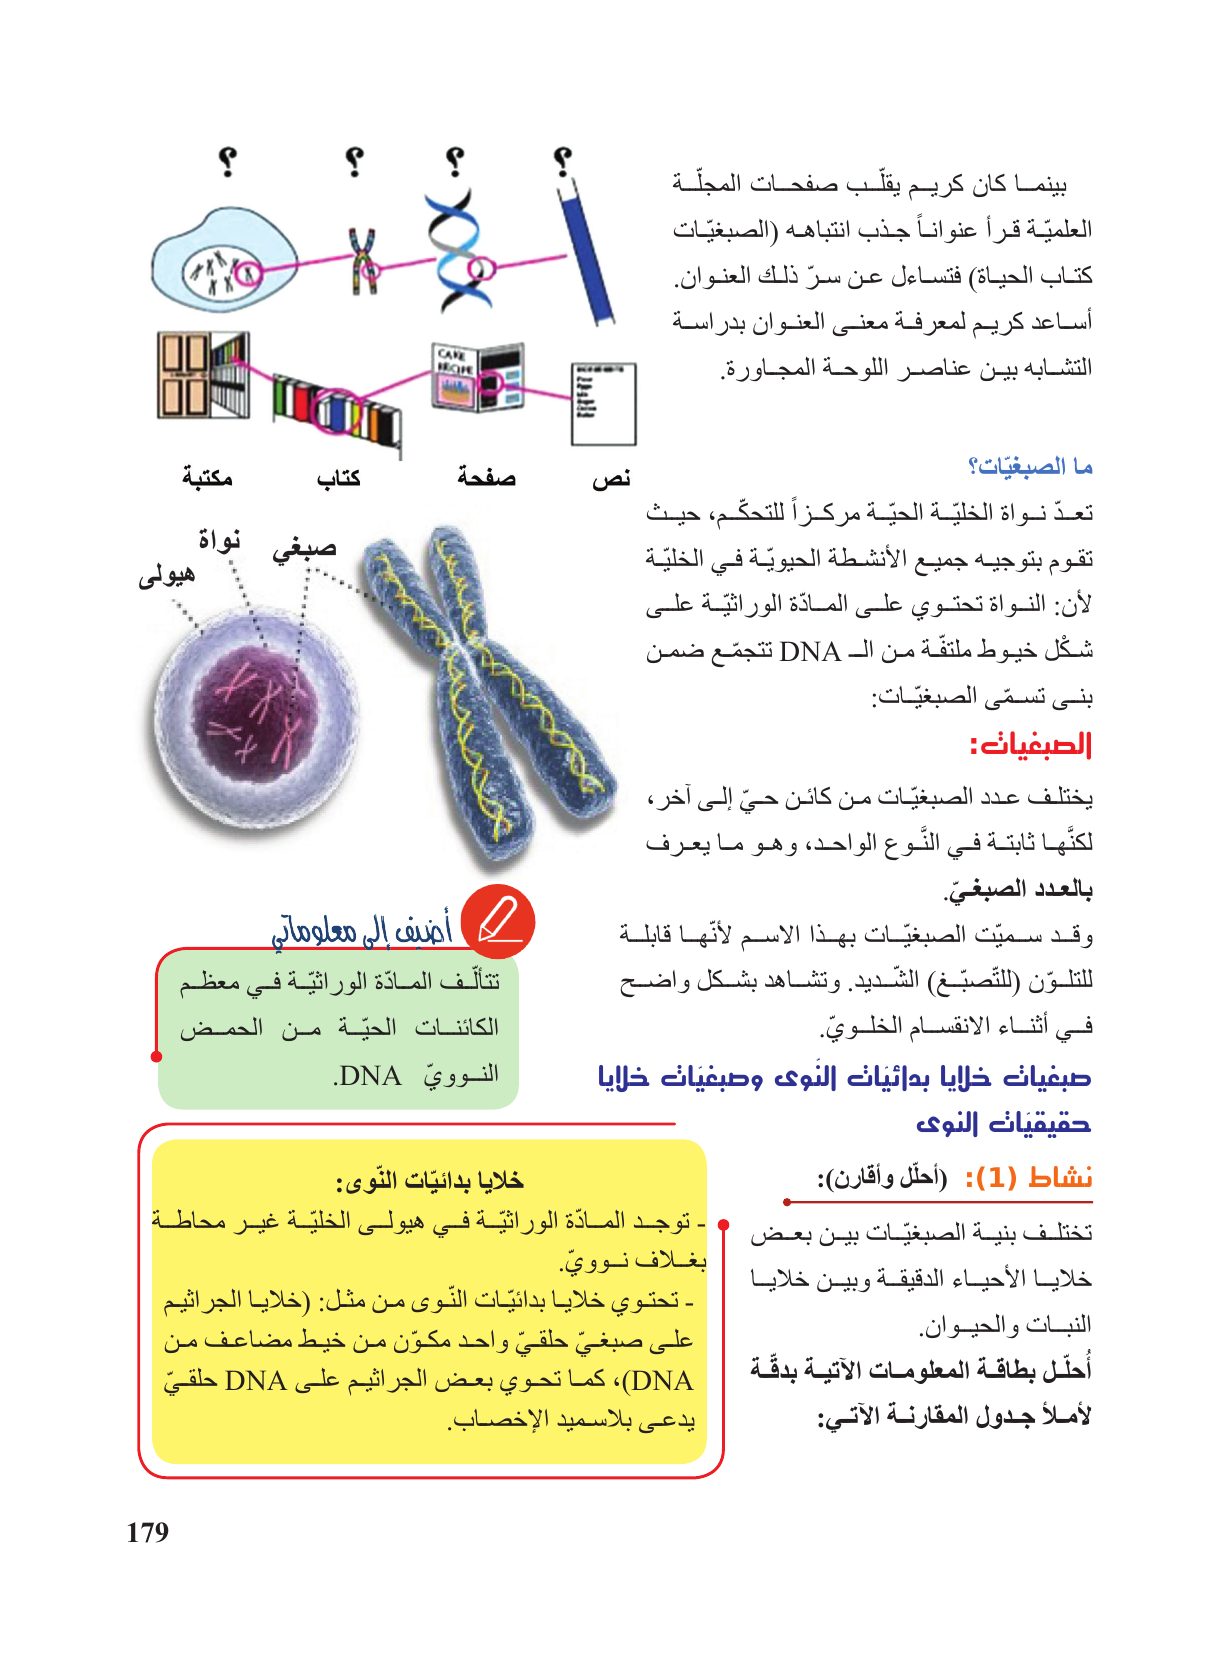 بينما كان كريم يقلّب صفحات المجلّة
العلميّة قرأ عنواناً جذب انتباهه (الصبغيّات
كتاب الحياة) فتساءل عن سرّ ذلك العنوان.
أساعد كريم لمعرفة معنى العنوان بدراسة
التشابه بين عناصر اللوحة المجاورة.
؟ ؟ ؟ ؟
CAKE
RECIPE
نص صفحة كتاب مكتبة
ما الصبغيّات؟
تعدّ نواة الخليّة الحيّة مركزاً للتحكّم، حيث
تقوم بتوجيه جميع الأنشطة الحيويّة في الخليّة
لأن: النواة تحتوي على المادّة الوراثيّة على
شكْل خيوط ملتفّة من الـ DNA تتجمّع ضمن
بنى تسمّى الصبغيّات:
صبغي
نواة
هيولى
الصبغيات:
يختلف عدد الصبغيّات من كائن حيّ إلى آخر،
لكنَّها ثابتة في النَّوع الواحد، وهو ما يعرف
بالعدد الصبغيّ.
وقد سميّت الصبغيّات بهذا الاسم لأنّها قابلة
للتلوّن (للتّصبّغ) الشّديد. وتشاهد بشكل واضح
في أثناء الانقسام الخلويّ.
أضيف إلى معلوماتي
تتألّف المادّة الوراثيّة في معظم
الكائنات الحيّة من الحمض
النوويّ DNA.
صبغيات خلايا بدائيَات النَوى وصبغيَات خلايا
حقيقيَات النوى
نشاط (1): (أحلّل وأقارن):
تختلف بنية الصبغيّات بين بعض
خلايا الأحياء الدقيقة وبين خلايا
النبات والحيوان.
أُحلّل بطاقة المعلومات الآتية بدقّة
لأملأ جدول المقارنة الآتي:
خلايا بدائيّات النّوى:
- توجد المادّة الوراثيّة في هيولى الخليّة غير محاطة
بغلاف نوويّ.
- تحتوي خلايا بدائيّات النّوى من مثل: (خلايا الجراثيم
على صبغيّ حلقيّ واحد مكوّن من خيط مضاعف من
DNA)، كما تحوي بعض الجراثيم على DNA حلقيّ
يدعى بلاسميد الإخصاب.
179